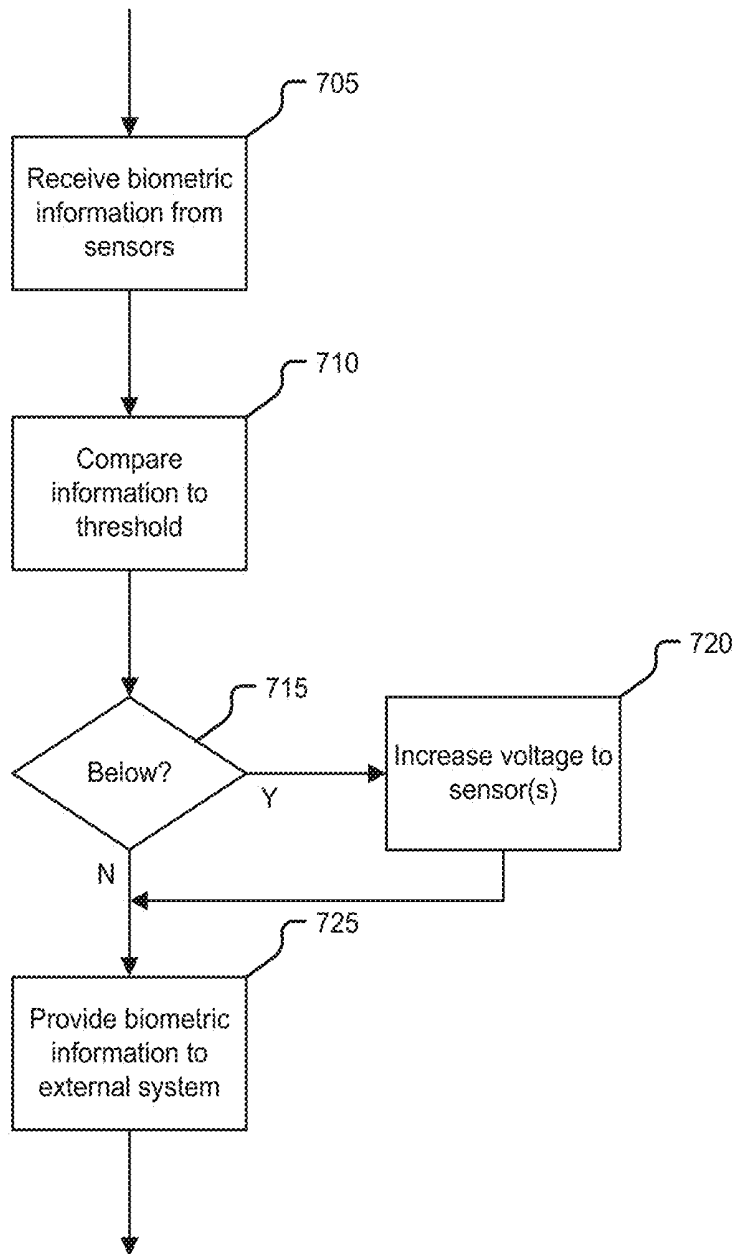 705
Receive biometric
information from
sensors
710
Compare
information to
threshold
715
Below?
Y
N
720
Increase voltage to
sensor(s)
725
Provide biometric
information to
external system